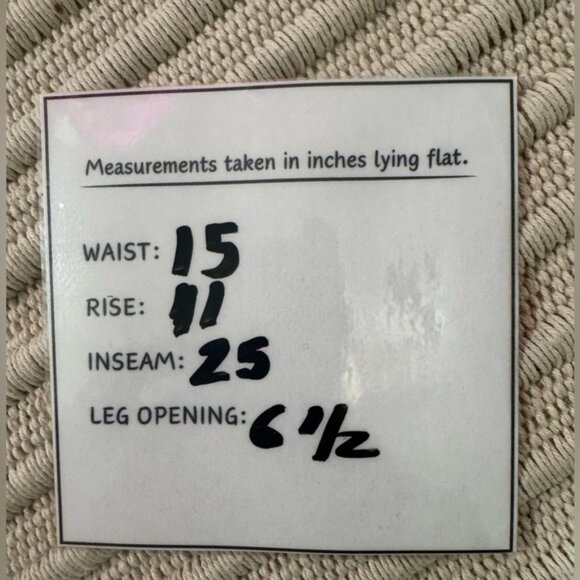 Measurements taken in inches lying flat.
WAIST: 15
RISE: 11
INSEAM: 25
LEG OPENING: 6 1/2